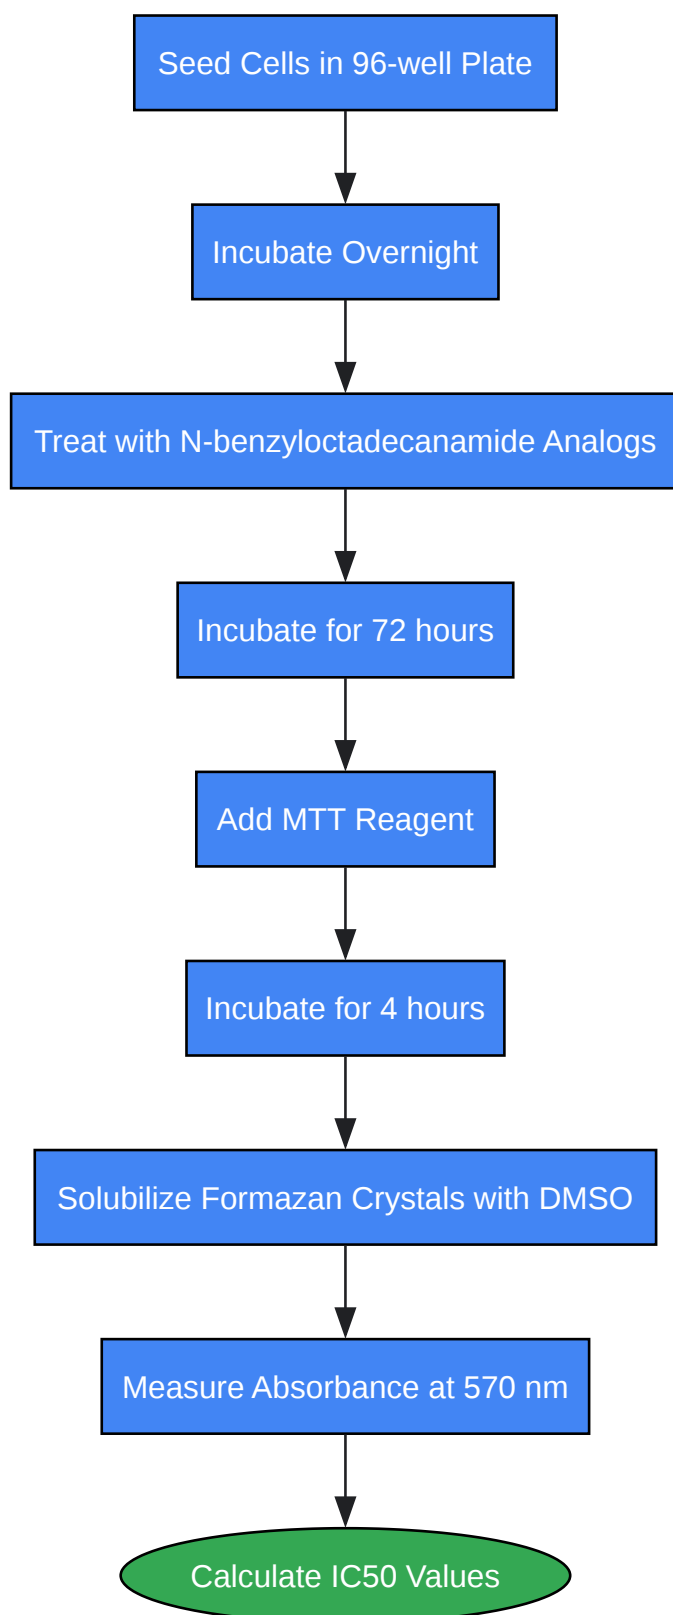 Seed Cells in 96-well Plate
Incubate Overnight
Treat with N-benzyloctadecanamide Analogs
Incubate for 72 hours
Add MTT Reagent
Incubate for 4 hours
Solubilize Formazan Crystals with DMSO
Measure Absorbance at 570 nm
Calculate IC50 Values